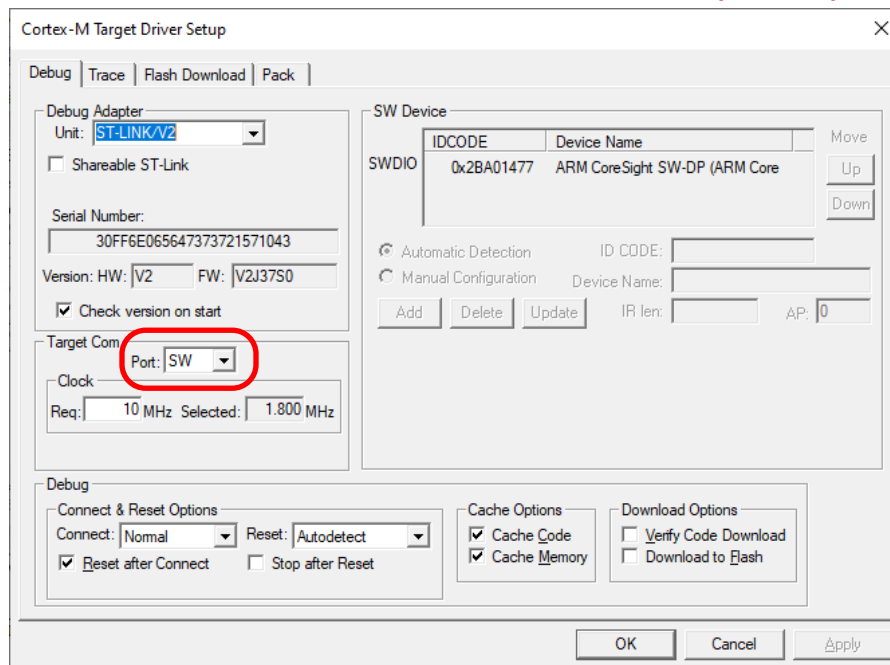 Cortex-M Target Driver Setup
Debug Trace Flash Download Pack
Debug Adapter
Unit: ST-LINK/V2
Shareable ST-Link
Serial Number:
30FF6E065647373721571043
Version: HW: V2 FW: V2J37S0
Check version on start
Target Com
Port: SW
Clock
Req: 10 MHz Selected: 1.800 MHz
SW Device
IDCODE Device Name Move
SWDIO 0x2BA01477 ARM CoreSight SW-DP (ARM Core Up
Down
Automatic Detection ID CODE:
Manual Configuration Device Name:
Add Delete Update IR len: AP: 0
Debug
Connect & Reset Options
Connect: Normal Reset: Autodetect
Reset after Connect Stop after Reset
Cache Options
Cache Code
Cache Memory
Download Options
Verify Code Download
Download to Flash
OK Cancel Apply